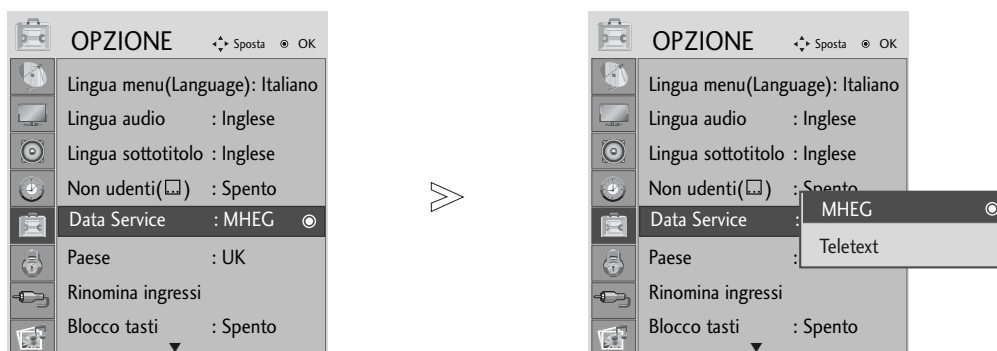 OPZIONE Sposta OK
Lingua menu(Language): Italiano
Lingua audio : Inglese
Lingua sottotitolo : Inglese
Non udenti( ) : Spento
Data Service : MHEG
Paese : UK
Rinomina ingressi
Blocco tasti : Spento
OPZIONE Sposta OK
Lingua menu(Language): Italiano
Lingua audio : Inglese
Lingua sottotitolo : Inglese
Non udenti( ) : Spento
Data Service :
MHEG
Teletext
Paese :
Rinomina ingressi
Blocco tasti : Spento